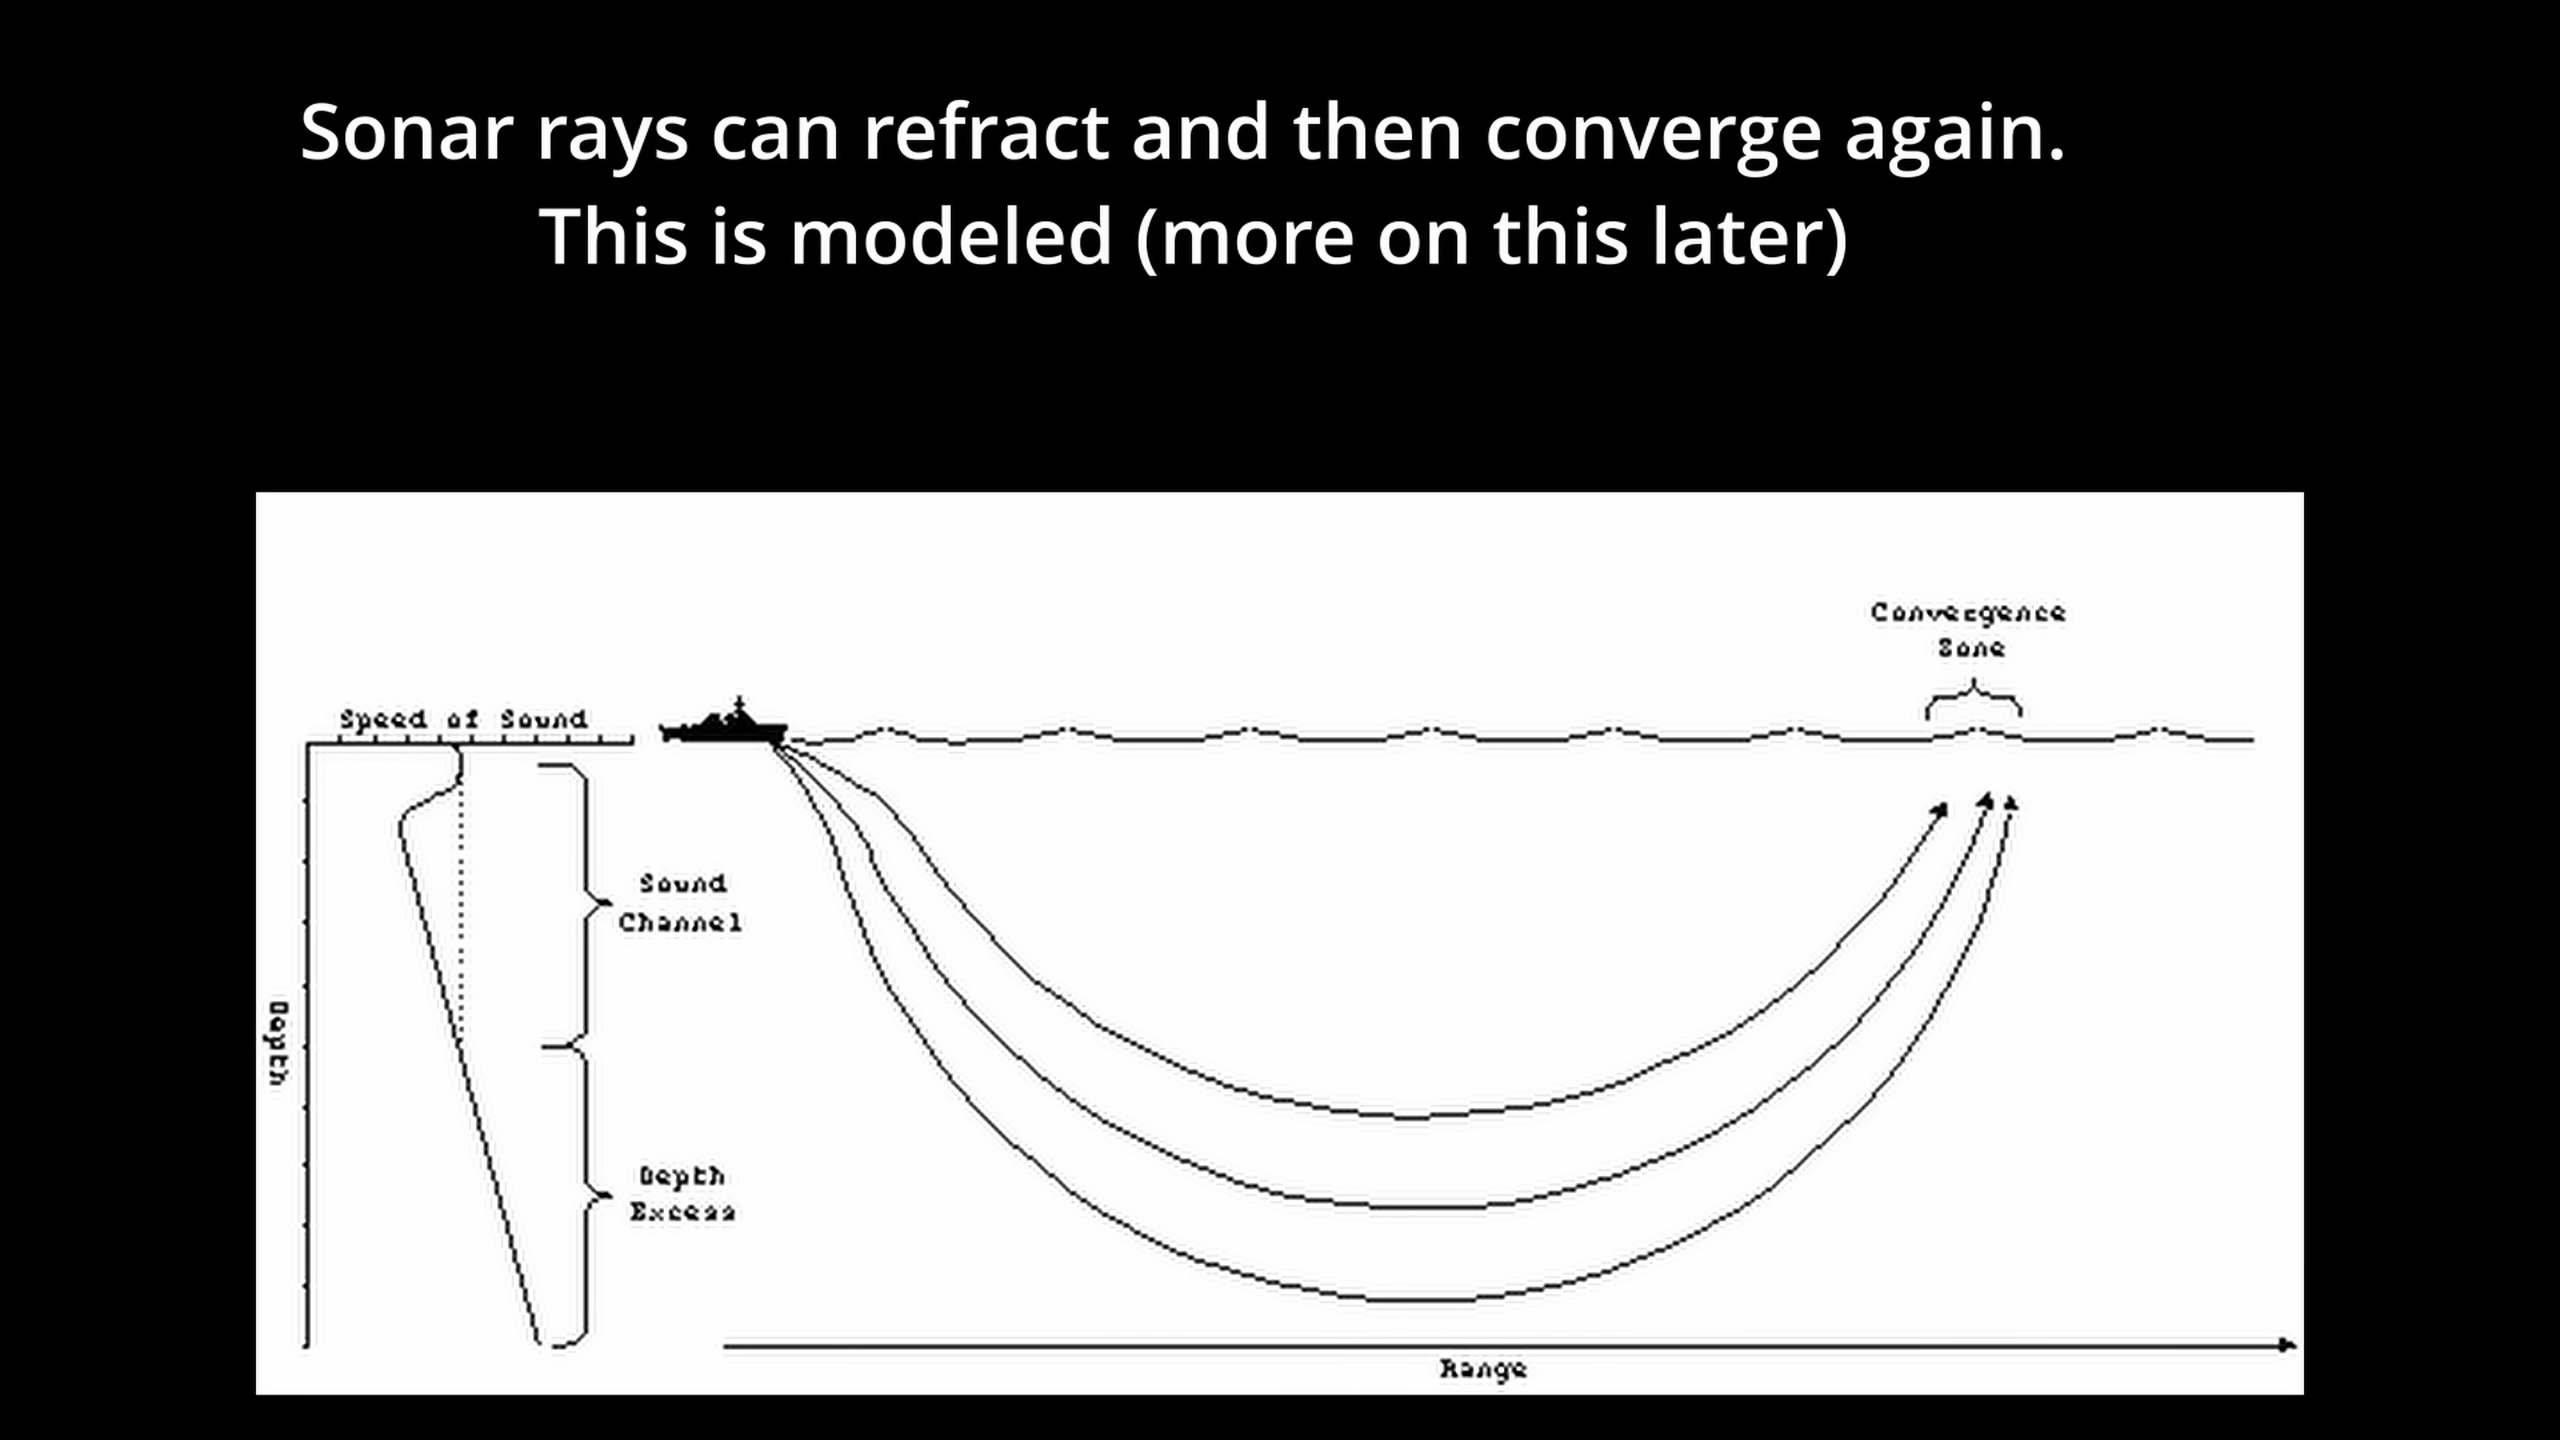 Sonar rays can refract and then converge again.
This is modeled (more on this later)
Convergence
Zone
Speed of Sound
Sound
Channel
Depth
Depth
Excess
Range